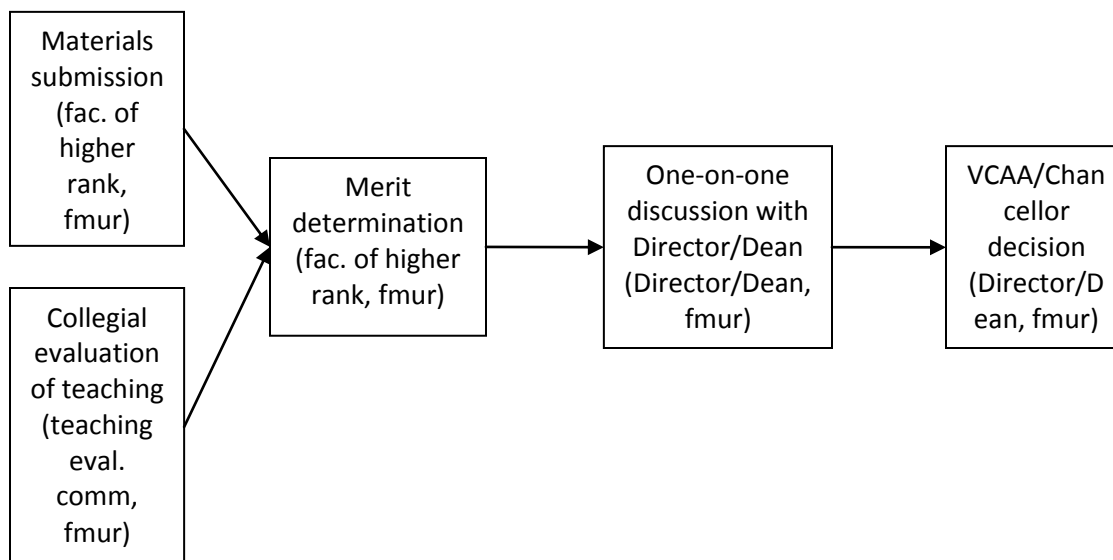 Materials
submission
(fac. of
higher
rank,
fmur)
Collegial
evaluation
of teaching
(teaching
eval.
comm,
fmur)
Merit
determination
(fac. of higher
rank, fmur)
One-on-one
discussion with
Director/Dean
(Director/Dean,
fmur)
VCAA/Chan
cellor
decision
(Director/D
ean, fmur)